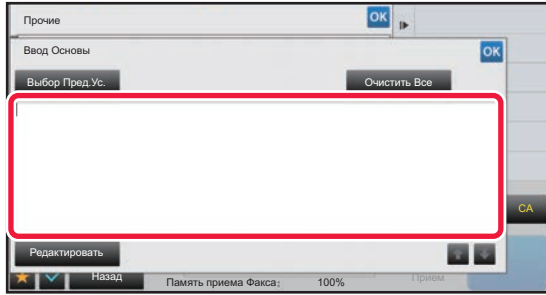 Прочие OK
Ввод Основы OK
Выбор Пред.Ус. Очистить Все
CA
Редактировать
Назад Память приема Факса: 100% Прием